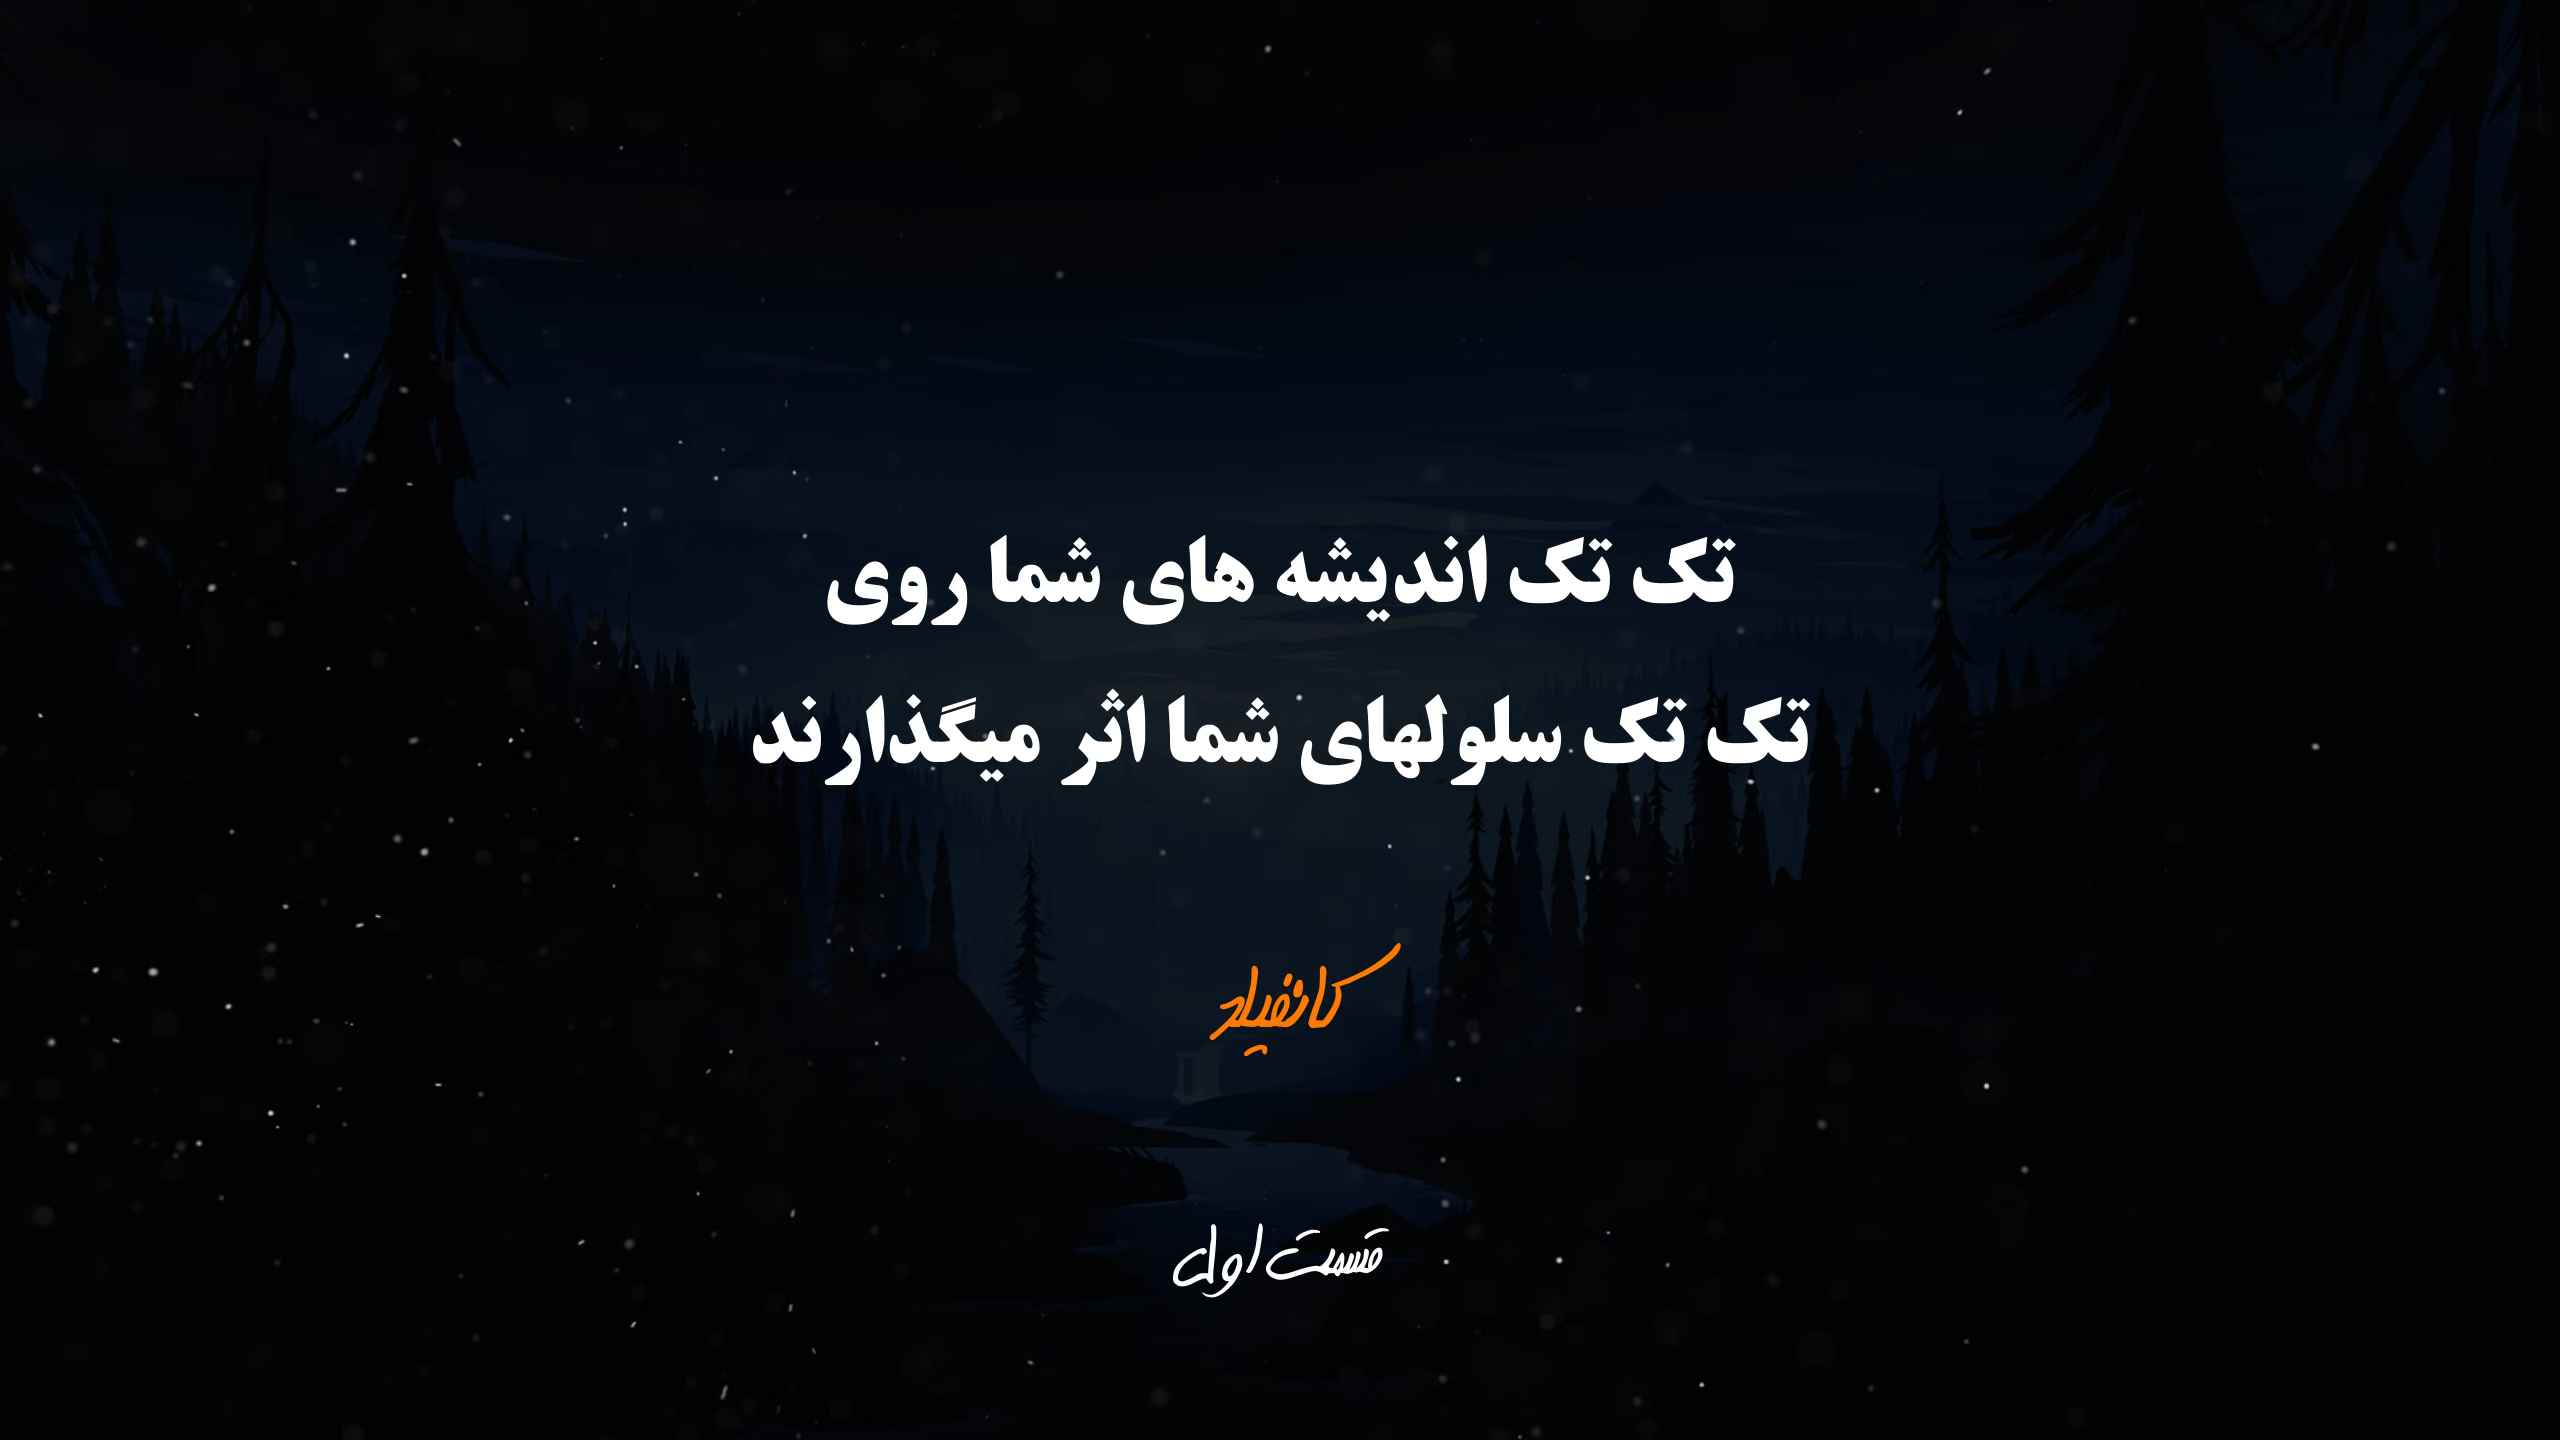 تک تک اندیشه های شما روی
تک تک سلولهای شما اثر میگذارند
کانفیلد
قسمت اول